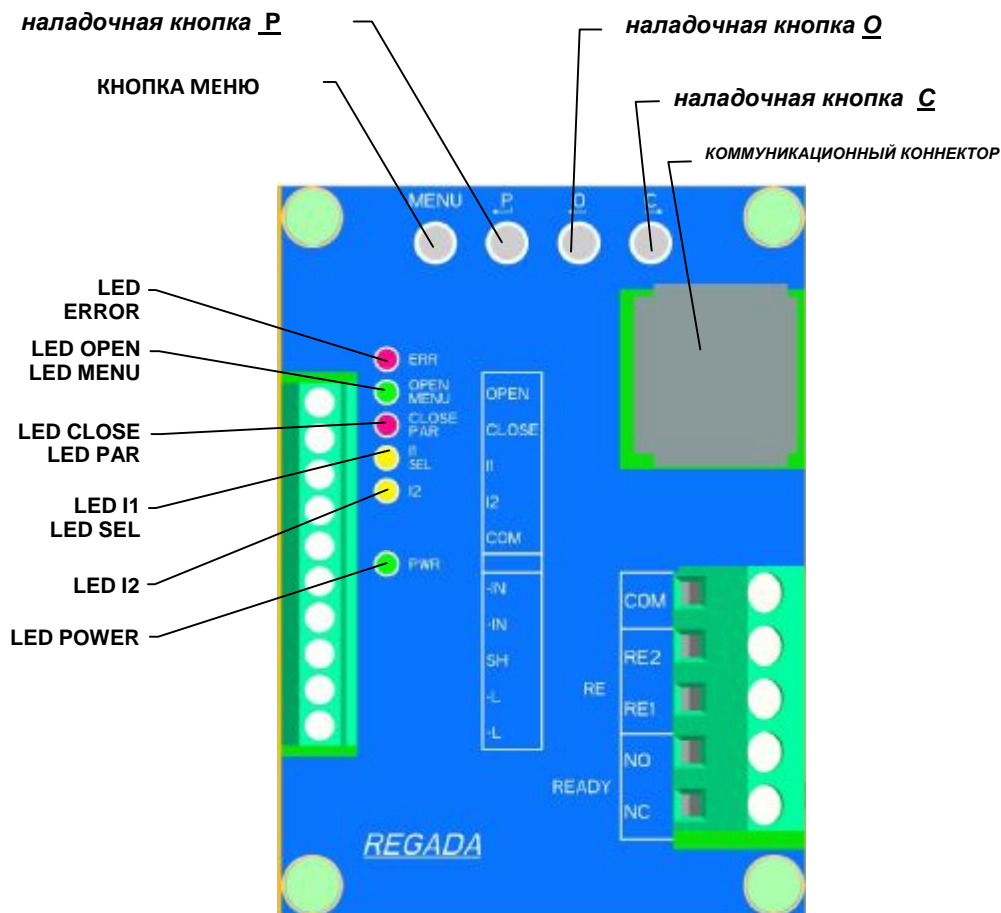 наладочная кнопка P
наладочная кнопка O
КНОПКА МЕНЮ
наладочная кнопка C
КОММУНИКАЦИОННЫЙ КОННЕКТОР
MENU P O C
LED
ERROR
ERR
LED OPEN
LED MENU
OPEN
MENU
LED CLOSE
LED PAR
CLOSE
PAR
LED I1
LED SEL
I1
SEL
LED I2
I2
LED POWER
PWR
OPEN
CLOSE
I1
I2
COM
-IN
-IN
SH
-L
-L
COM
RE2
RE
RE1
NO
READY
NC
REGADA